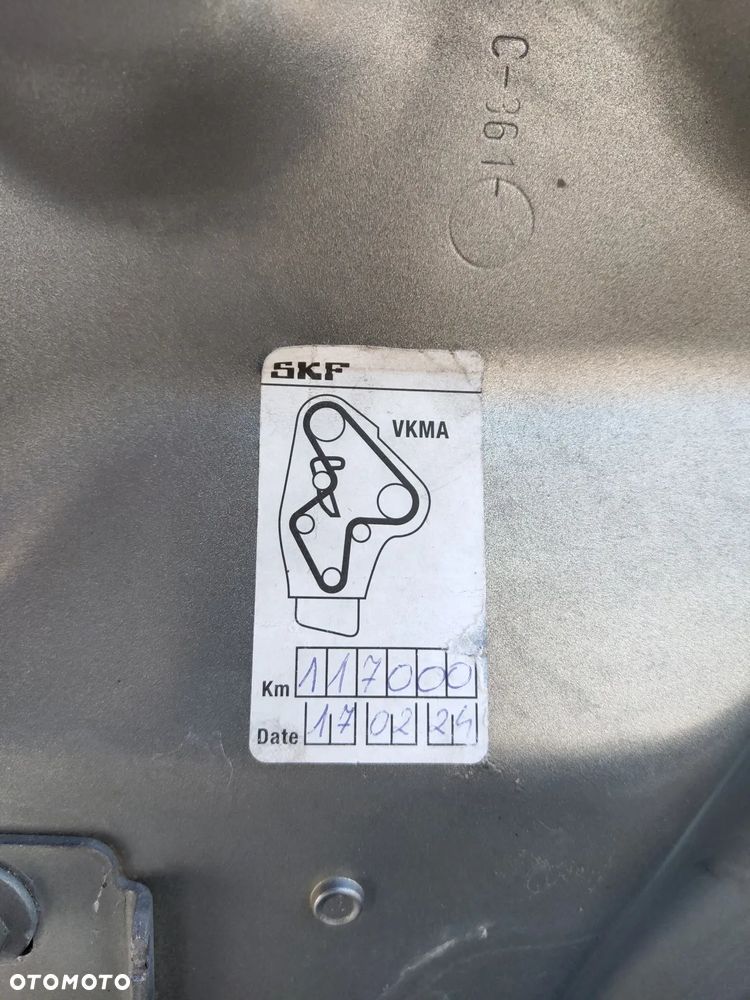 C-361-
SKF
VKMA
Km 117000
Date 17 02 24
OTOMOTO